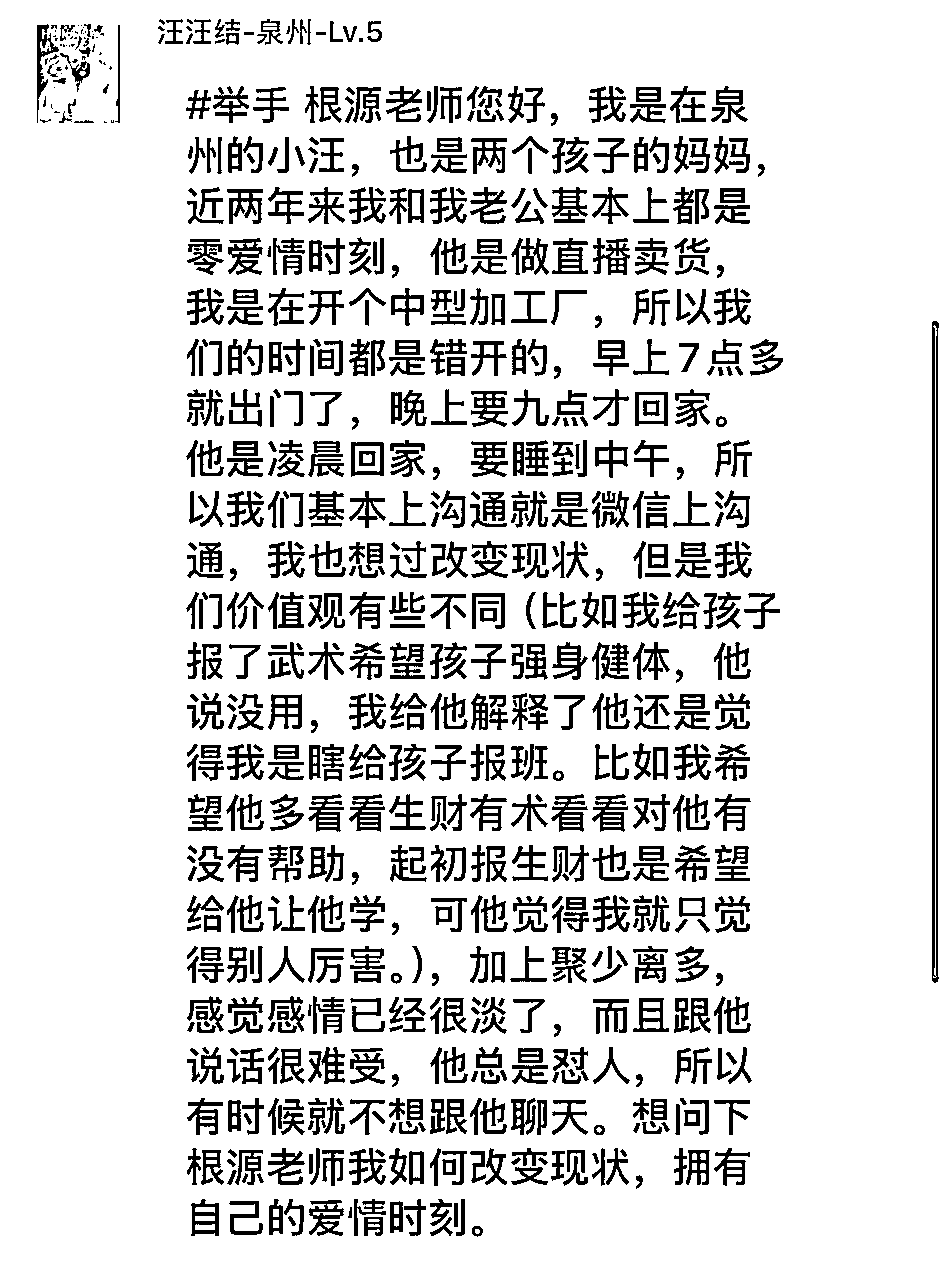 汪汪结-泉州-Lv.5
#举手 根源老师您好，我是在泉
州的小汪，也是两个孩子的妈妈，
近两年来我和我老公基本上都是
零爱情时刻，他是做直播卖货，
我是在开个中型加工厂，所以我
们的时间都是错开的，早上7点多
就出门了，晚上要九点才回家。
他是凌晨回家，要睡到中午，所
以我们基本上沟通就是微信上沟
通，我也想过改变现状，但是我
们价值观有些不同（比如我给孩子
报了武术希望孩子强身健体，他
说没用，我给他解释了他还是觉
得我是瞎给孩子报班。比如我希
望他多看看生财有术看看对他有
没有帮助，起初报生财也是希望
给他让他学，可他觉得我就只觉
得别人厉害。），加上聚少离多，
感觉感情已经很淡了，而且跟他
说话很难受，他总是怼人，所以
有时候就不想跟他聊天。想问下
根源老师我如何改变现状，拥有
自己的爱情时刻。